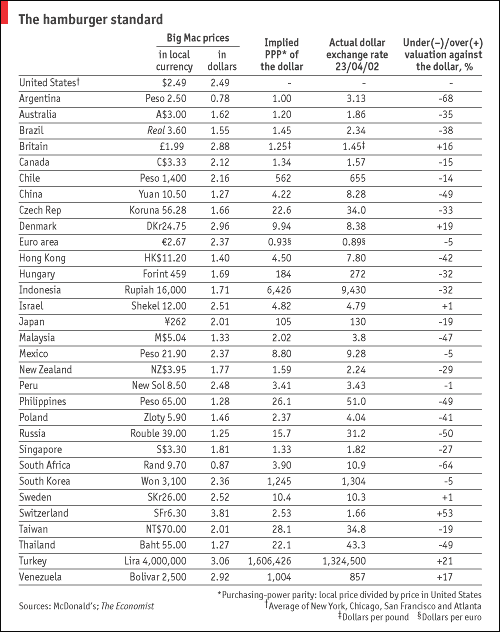 The hamburger standard
Big Mac prices
in local currency in dollars Implied PPP* of the dollar Actual dollar exchange rate 23/04/02 Under(−)/over(+) valuation against the dollar, %
United States† $2.49 2.49 - - -
Argentina Peso 2.50 0.78 1.00 3.13 -68
Australia A$3.00 1.62 1.20 1.86 -35
Brazil Real 3.60 1.55 1.45 2.34 -38
Britain £1.99 2.88 1.25‡ 1.45‡ +16
Canada C$3.33 2.12 1.34 1.57 -15
Chile Peso 1,400 2.16 562 655 -14
China Yuan 10.50 1.27 4.22 8.28 -49
Czech Rep Koruna 56.28 1.66 22.6 34.0 -33
Denmark DKr24.75 2.96 9.94 8.38 +19
Euro area €2.67 2.37 0.93§ 0.89§ -5
Hong Kong HK$11.20 1.40 4.50 7.80 -42
Hungary Forint 459 1.69 184 272 -32
Indonesia Rupiah 16,000 1.71 6,426 9,430 -32
Israel Shekel 12.00 2.51 4.82 4.79 +1
Japan ¥262 2.01 105 130 -19
Malaysia M$5.04 1.33 2.02 3.8 -47
Mexico Peso 21.90 2.37 8.80 9.28 -5
New Zealand NZ$3.95 1.77 1.59 2.24 -29
Peru New Sol 8.50 2.48 3.41 3.43 -1
Philippines Peso 65.00 1.28 26.1 51.0 -49
Poland Zloty 5.90 1.46 2.37 4.04 -41
Russia Rouble 39.00 1.25 15.7 31.2 -50
Singapore S$3.30 1.81 1.33 1.82 -27
South Africa Rand 9.70 0.87 3.90 10.9 -64
South Korea Won 3,100 2.36 1,245 1,304 -5
Sweden SKr26.00 2.52 10.4 10.3 +1
Switzerland SFr6.30 3.81 2.53 1.66 +53
Taiwan NT$70.00 2.01 28.1 34.8 -19
Thailand Baht 55.00 1.27 22.1 43.3 -49
Turkey Lira 4,000,000 3.06 1,606,426 1,324,500 +21
Venezuela Bolivar 2,500 2.92 1,004 857 +17
*Purchasing-power parity: local price divided by price in United States
Sources: McDonald's; The Economist †Average of New York, Chicago, San Francisco and Atlanta
‡Dollars per pound §Dollars per euro